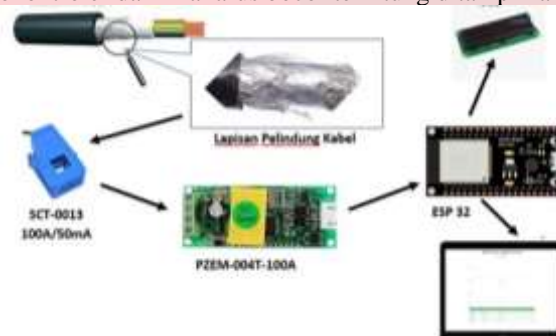 Lapisan Pelindung Kabel
SCT-0013
100A/50mA
ESP 32
PZEM-004T-100A